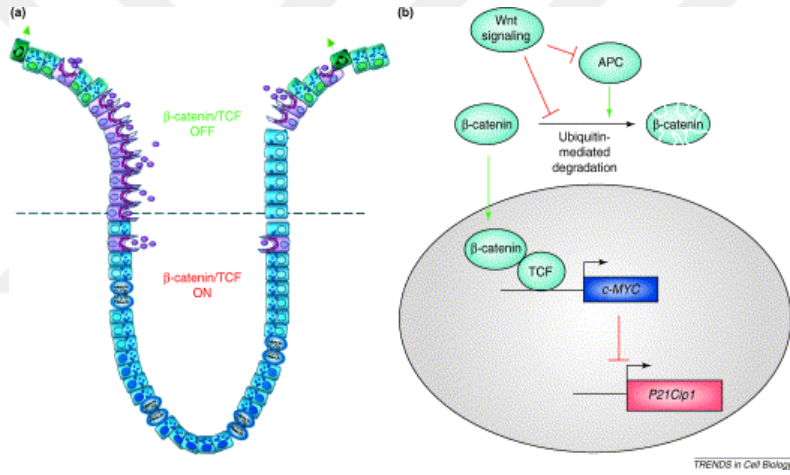 (a)
β-catenin/TCF
OFF
β-catenin/TCF
ON
(b)
Wnt
signaling
APC
β-catenin
Ubiquitin-
mediated
degradation
β-catenin
β-catenin
TCF
c-MYC
P21Cip1
TRENDS in Cell Biology